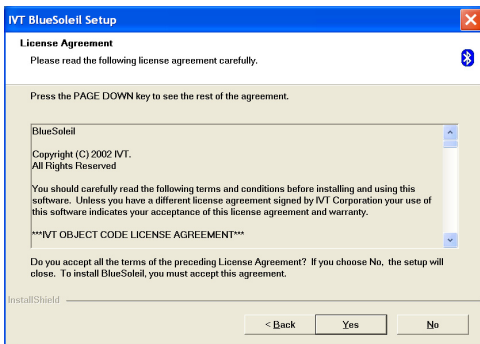 IVT BlueSoleil Setup
License Agreement
Please read the following license agreement carefully.
Press the PAGE DOWN key to see the rest of the agreement.
BlueSoleil
Copyright (C) 2002 IVT.
All Rights Reserved
You should carefully read the following terms and conditions before installing and using this
software. Unless you have a different license agreement signed by IVT Corporation your use of
this software indicates your acceptance of this license agreement and warranty.
***IVT OBJECT CODE LICENSE AGREEMENT***
Do you accept all the terms of the preceding License Agreement? If you choose No, the setup will
close. To install BlueSoleil, you must accept this agreement.
InstallShield
< Back Yes No